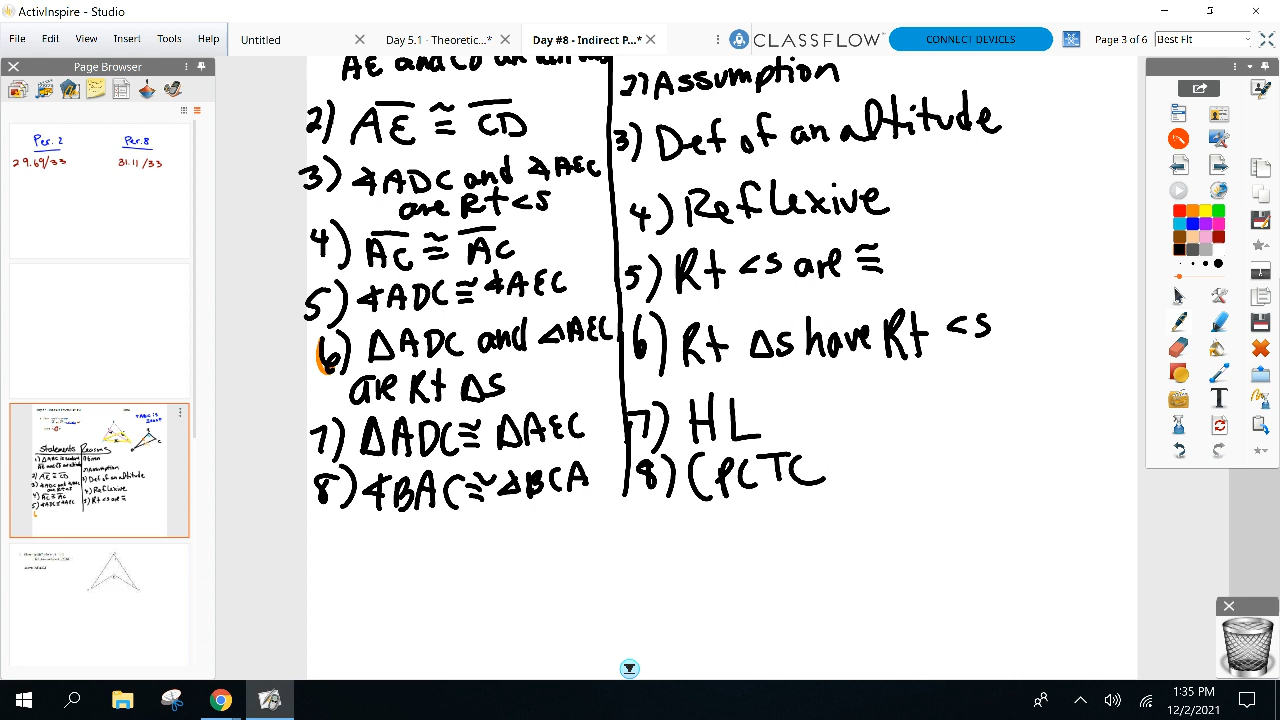 ActivInspire - Studio
File Edit View Insert Tools Help
Untitled
Day 5.1 - Theoretic...*
Day #8 - Indirect P...*
CLASSFLOW
CONNECT DEVICES
Page 3 of 6
Best Fit
Page Browser
Per. 2 Per. 8
29.69/33 31.11/33
Statements Reasons
AE and CD are altitudes
2) AE ≅ CD
3) ∡ADC and ∡AEC
are Rt <s
4) AC ≅ AC
5) ∡ADC ≅ ∡AEC
6) △ADC and △AEC
are Rt △s
7) △ADC ≅ △AEC
8) ∡BAC ≅ ∡BCA
2) Assumption
3) Def of an altitude
4) Reflexive
5) Rt <s are ≅
6) Rt △s have Rt <s
7) HL
8) CPCTC
1:35 PM
12/2/2021